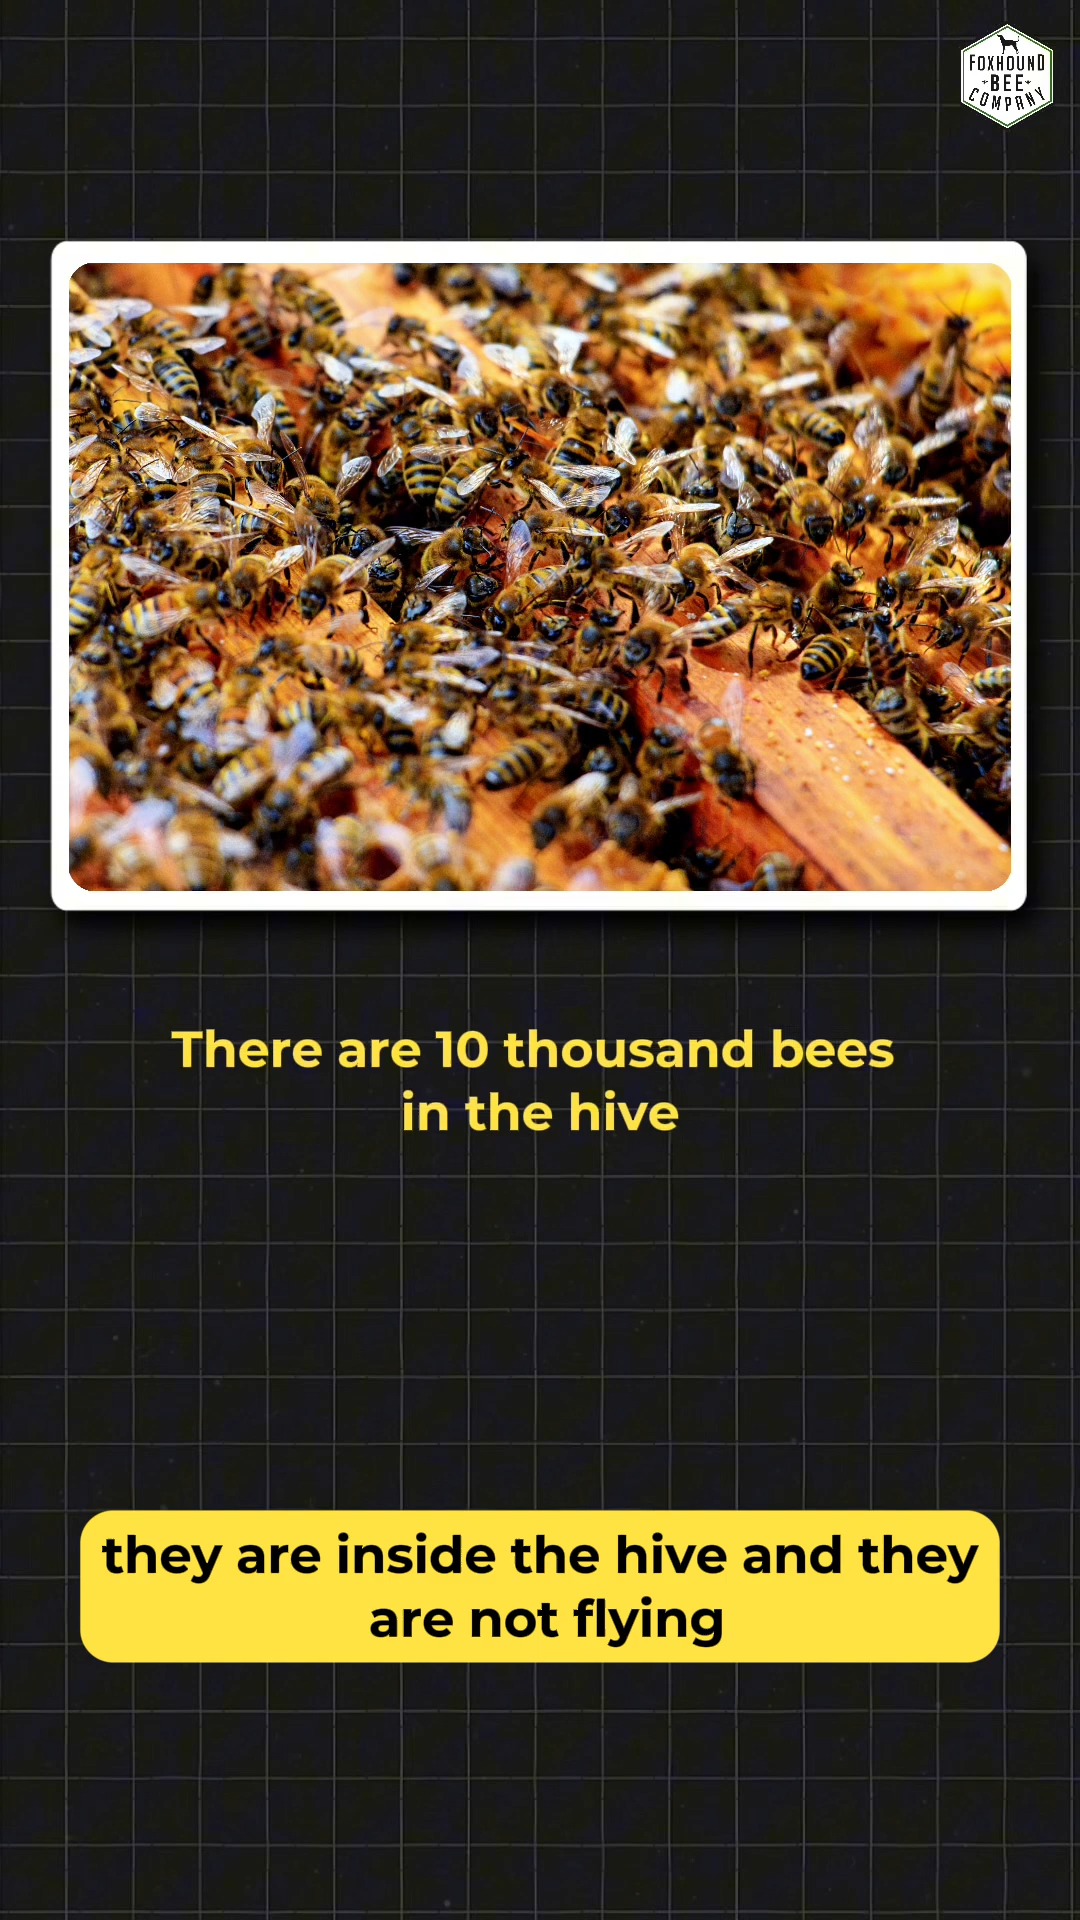 FOXHOUND
BEE
COMPANY
There are 10 thousand bees
in the hive
they are inside the hive and they
are not flying